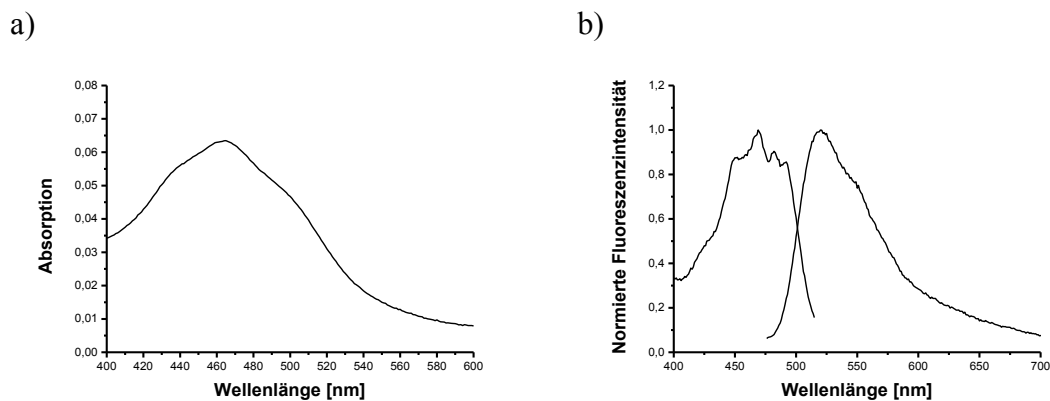 a)
b)
Absorption
0,08
0,07
0,06
0,05
0,04
0,03
0,02
0,01
0,00
400 420 440 460 480 500 520 540 560 580 600
Wellenlänge [nm]
Normierte Fluoreszenzintensität
1,2
1,0
0,8
0,6
0,4
0,2
0,0
400 450 500 550 600 650 700
Wellenlänge [nm]